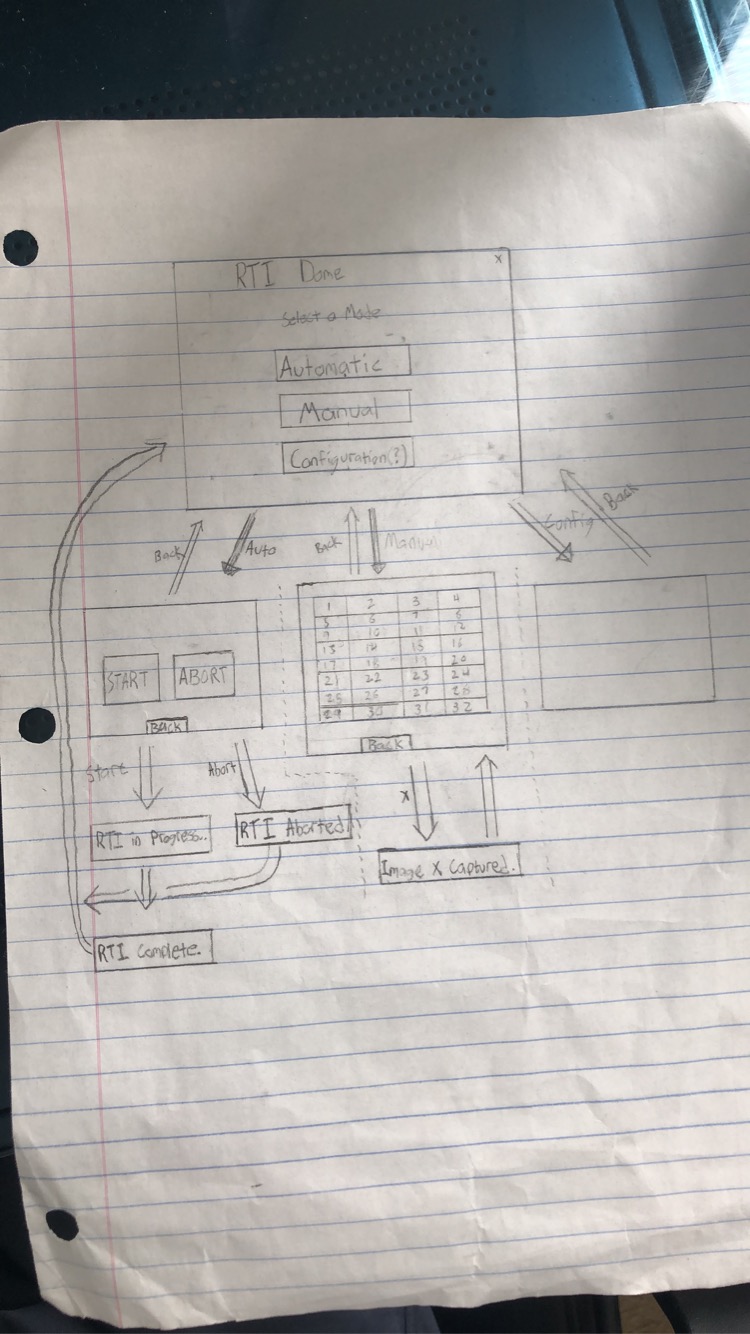 RTI Dome x
Select a Mode
Automatic
Manual
Configuration(?)
Back Auto Back Manual Config Back
1 2 3 4
5 6 7 8
9 10 11 12
13 14 15 16
17 18 19 20
21 22 23 24
25 26 27 28
29 30 31 32
START ABORT
BACK
Back
Start Abort x
RTI in Progress..
RTI Aborted.
Image X Captured.
RTI Complete.